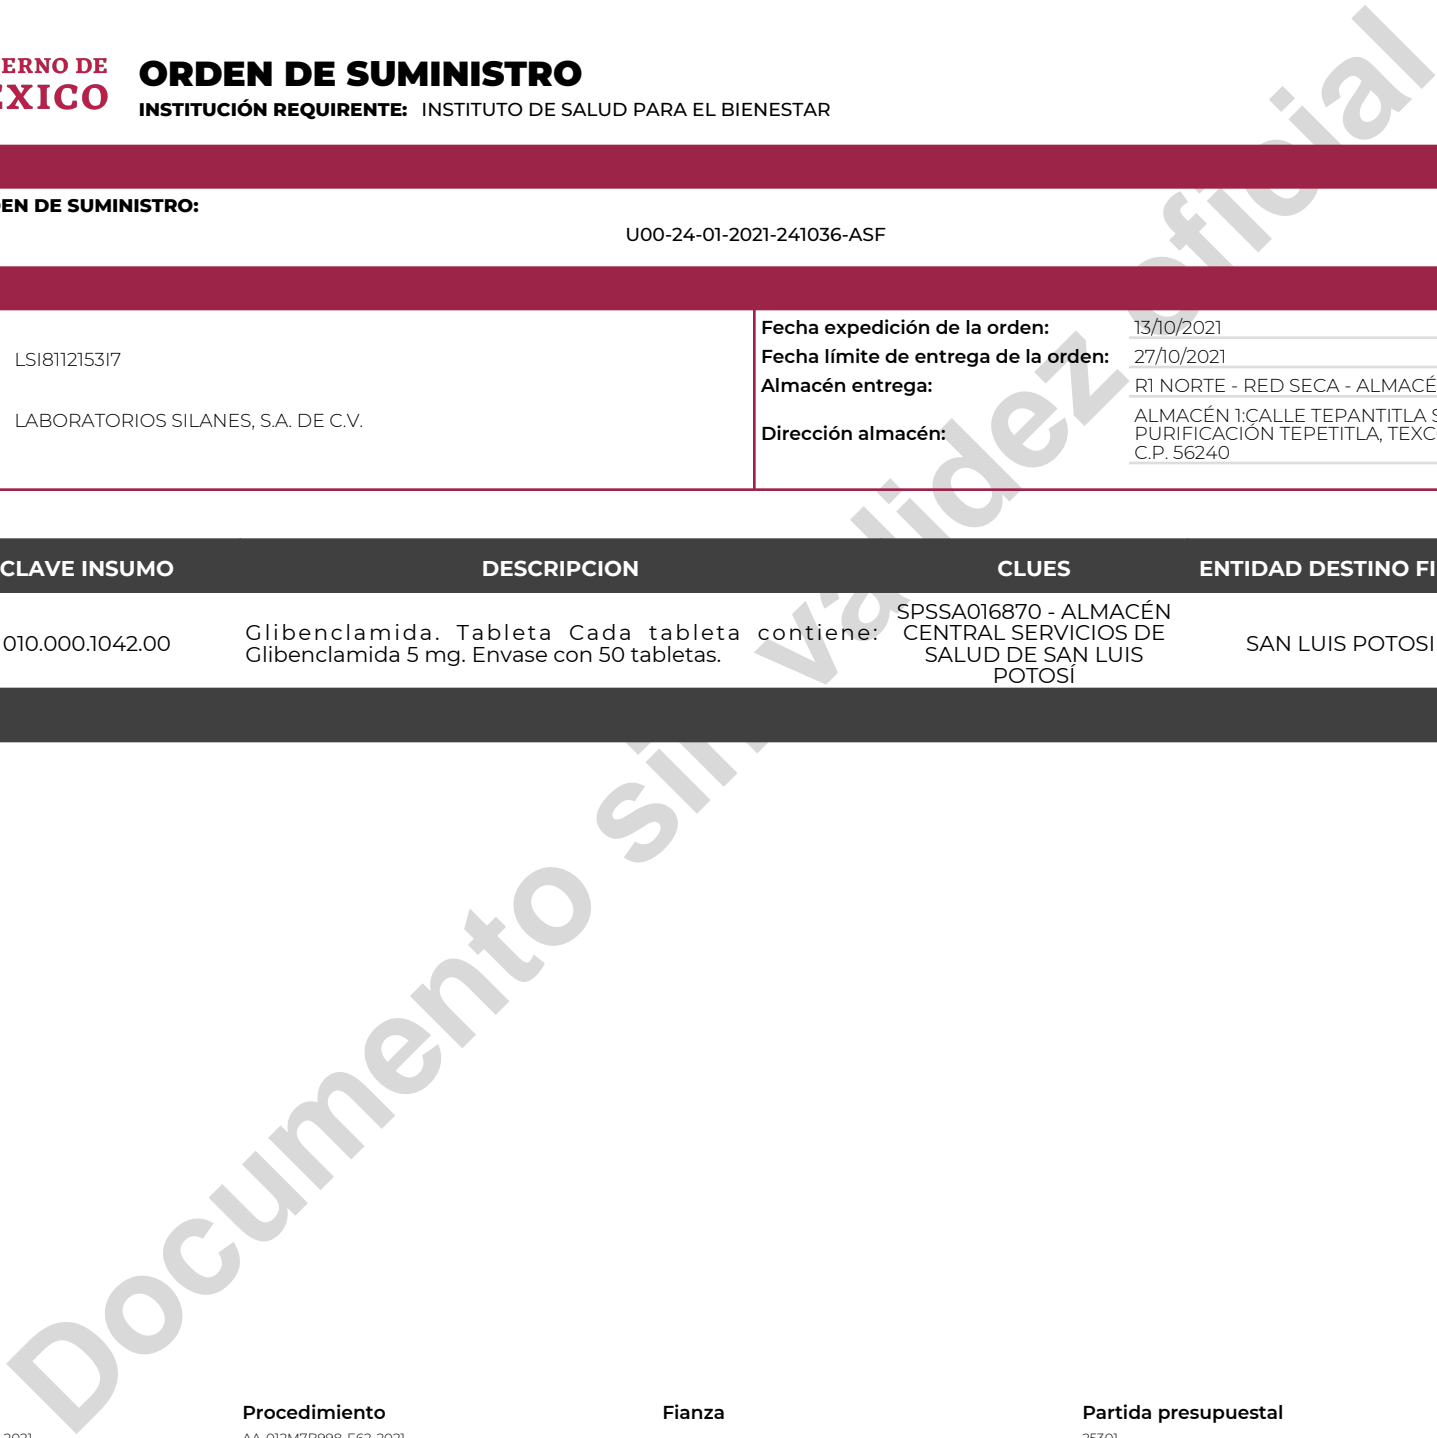 ERNO DE
ORDEN DE SUMINISTRO
EXICO
INSTITUCIÓN REQUIRENTE: INSTITUTO DE SALUD PARA EL BIENESTAR
EN DE SUMINISTRO:
U00-24-01-2021-241036-ASF
Fecha expedición de la orden: 13/10/2021
LSI8112153I7
Fecha límite de entrega de la orden: 27/10/2021
Almacén entrega: R1 NORTE - RED SECA - ALMACÉ
LABORATORIOS SILANES, S.A. DE C.V.
Dirección almacén:
ALMACÉN 1:CALLE TEPANTITLA S
PURIFICACIÓN TEPETITLA, TEXC
C.P. 56240
CLAVE INSUMO DESCRIPCION CLUES ENTIDAD DESTINO FI
010.000.1042.00
Glibenclamida. Tableta Cada tableta contiene:
Glibenclamida 5 mg. Envase con 50 tabletas.
SPSSA016870 - ALMACÉN
CENTRAL SERVICIOS DE
SALUD DE SAN LUIS
POTOSÍ
SAN LUIS POTOSI
Documento sin validez oficial
Procedimiento Fianza Partida presupuestal